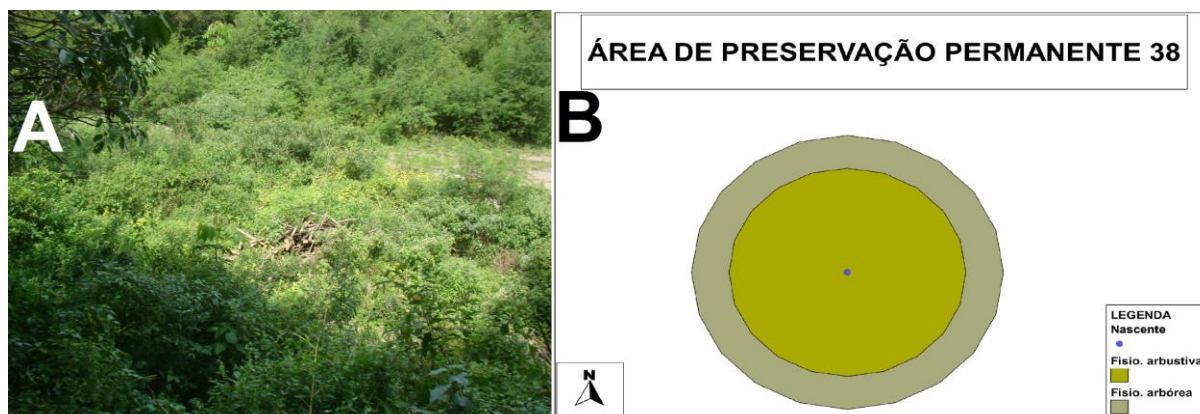 A
B
ÁREA DE PRESERVAÇÃO PERMANENTE 38
N
LEGENDA
Nascente
Fisio. arbustiva
Fisio. arbórea